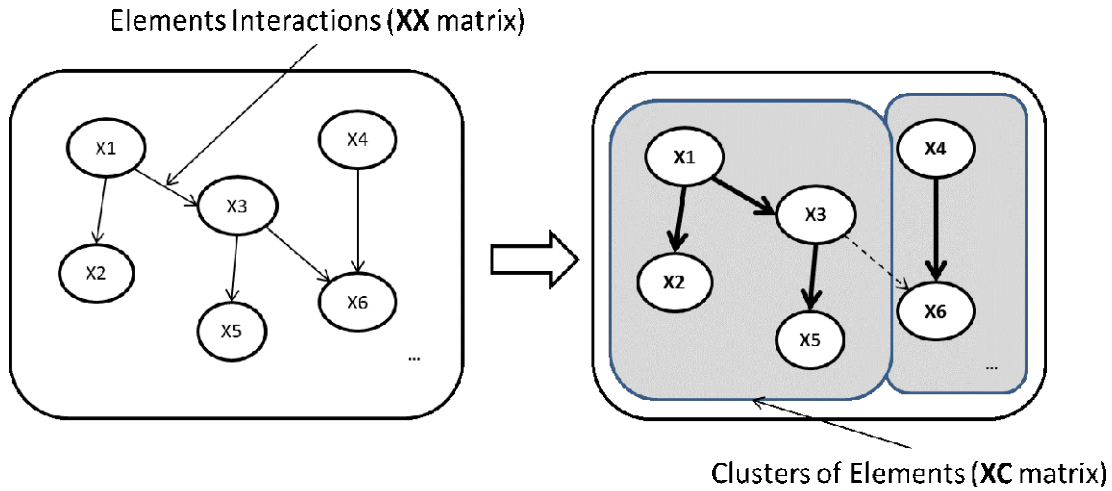 Elements Interactions (XX matrix)
X1
X4
X3
X2
X6
X5
...
X1
X4
X3
X2
X6
X5
...
Clusters of Elements (XC matrix)